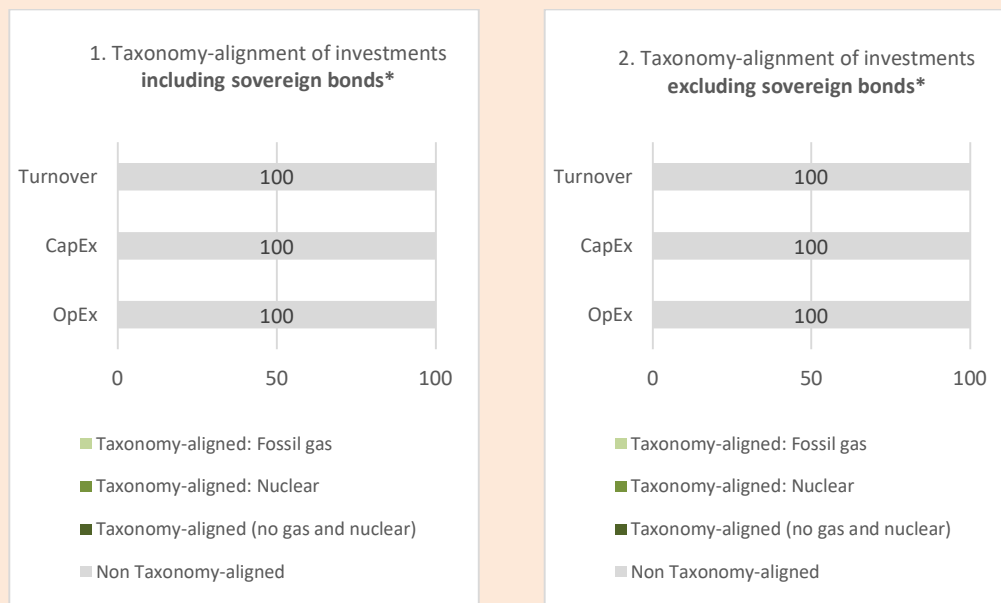 1. Taxonomy-alignment of investments
including sovereign bonds*
Turnover
100
CapEx
100
OpEx
100
0 50 100
Taxonomy-aligned: Fossil gas
Taxonomy-aligned: Nuclear
Taxonomy-aligned (no gas and nuclear)
Non Taxonomy-aligned
2. Taxonomy-alignment of investments
excluding sovereign bonds*
Turnover
100
CapEx
100
OpEx
100
0 50 100
Taxonomy-aligned: Fossil gas
Taxonomy-aligned: Nuclear
Taxonomy-aligned (no gas and nuclear)
Non Taxonomy-aligned